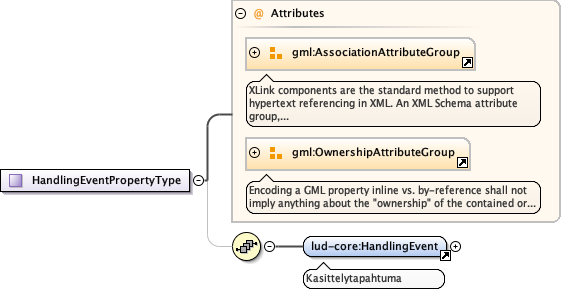 @ Attributes
gml:AssociationAttributeGroup
XLink components are the standard method to support
hypertext referencing in XML. An XML Schema attribute
group,...
gml:OwnershipAttributeGroup
Encoding a GML property inline vs. by-reference shall not
imply anything about the "ownership" of the contained or...
HandlingEventPropertyType
lud-core:HandlingEvent
Kasittelytapahtuma